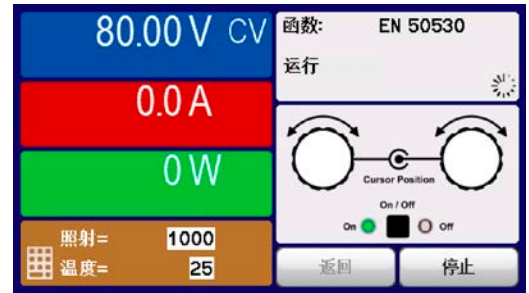 80.00 V CV
0.0 A
0 W
照射= 1000
温度= 25
函数: EN 50530
运行
Cursor Position
On / Off
On Off
返回 停止